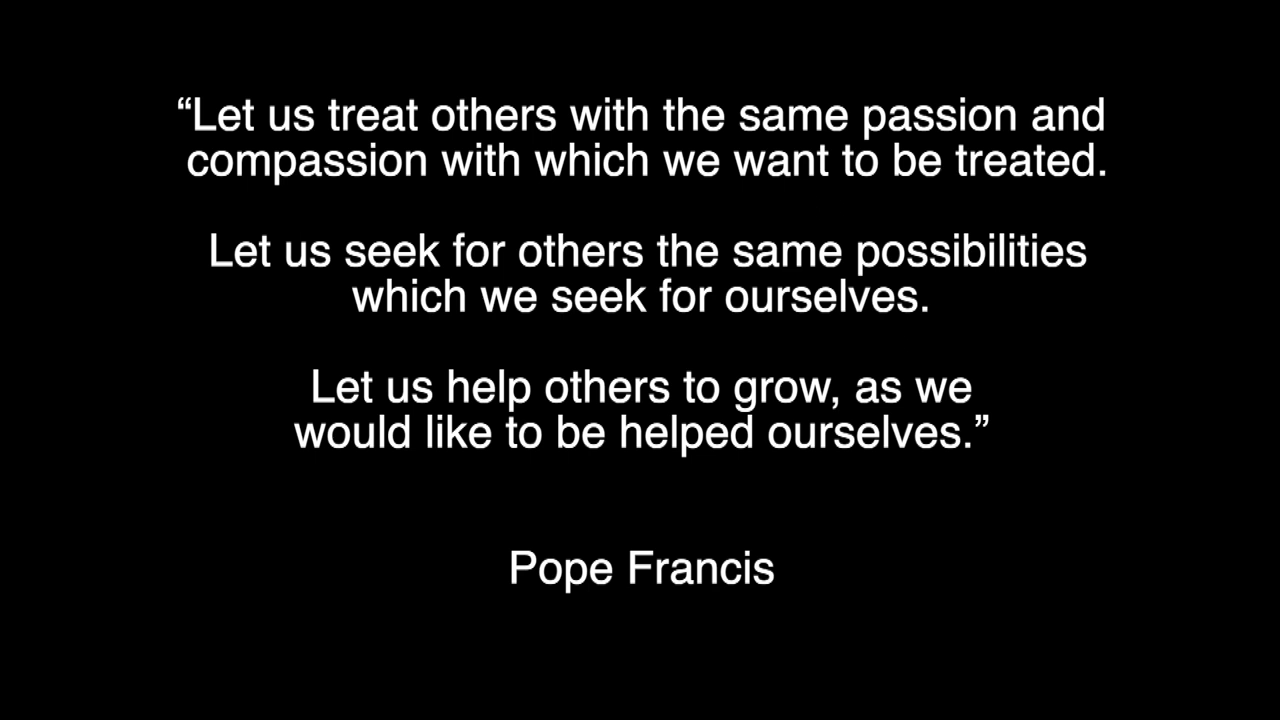 “Let us treat others with the same passion and
compassion with which we want to be treated.
Let us seek for others the same possibilities
which we seek for ourselves.
Let us help others to grow, as we
would like to be helped ourselves.”
Pope Francis